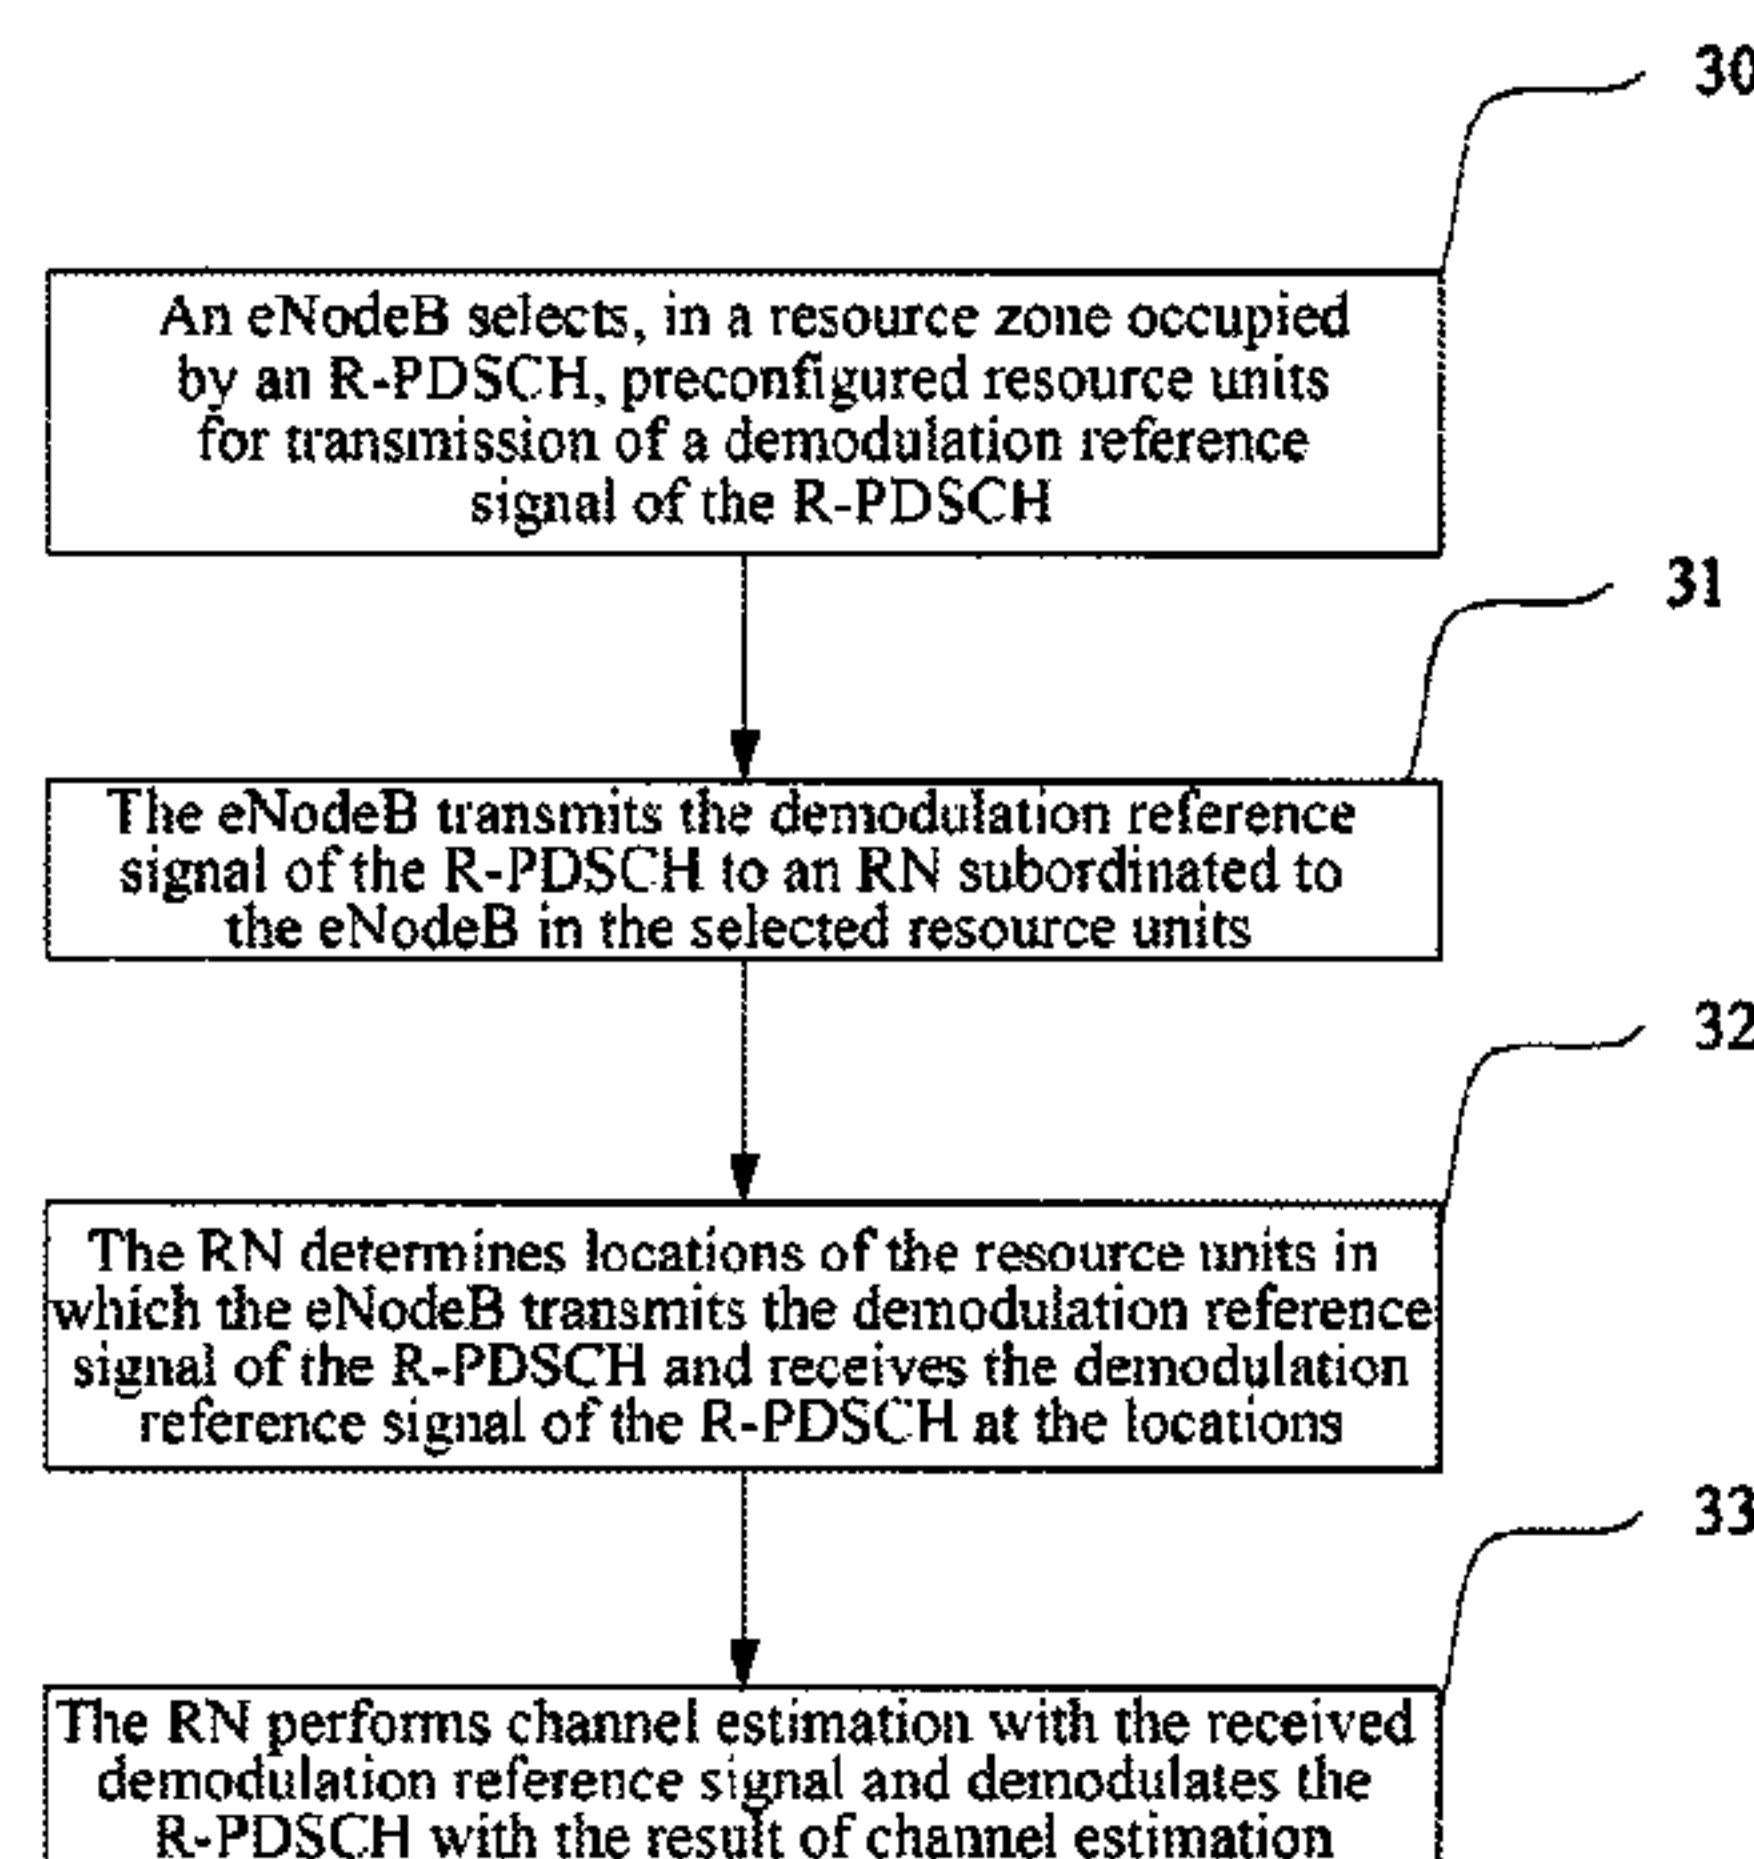 30
An eNodeB selects, in a resource zone occupied
by an R-PDSCH, preconfigured resource units
for transmission of a demodulation reference
signal of the R-PDSCH
31
The eNodeB transmits the demodulation reference
signal of the R-PDSCH to an RN subordinated to
the eNodeB in the selected resource units
32
The RN determines locations of the resource units in
which the eNodeB transmits the demodulation reference
signal of the R-PDSCH and receives the demodulation
reference signal of the R-PDSCH at the locations
33
The RN performs channel estimation with the received
demodulation reference signal and demodulates the
R-PDSCH with the result of channel estimation